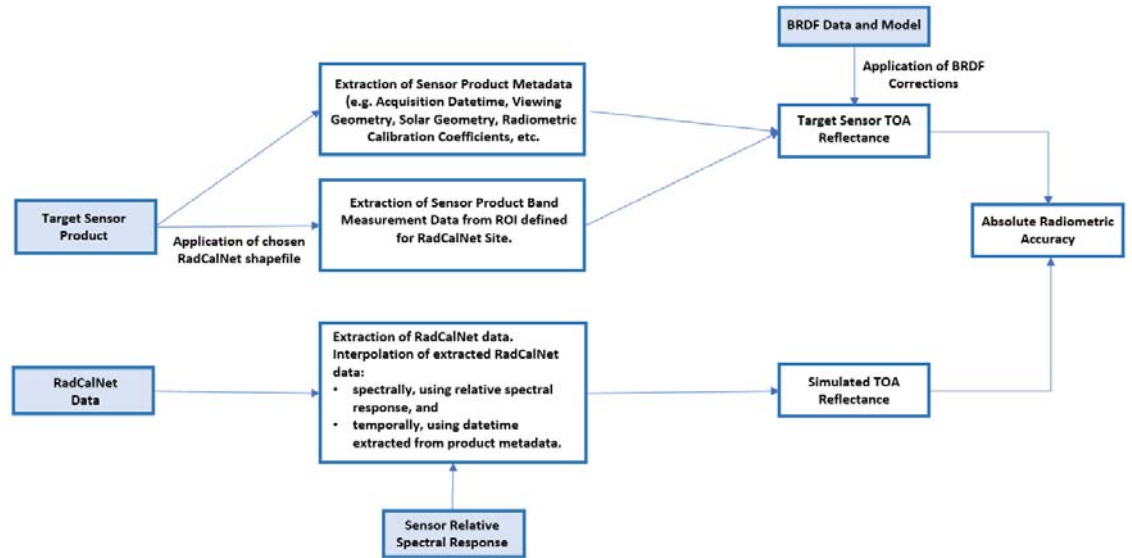 BRDF Data and Model
Application of BRDF
Corrections
Extraction of Sensor Product Metadata
(e.g. Acquisition Datetime, Viewing
Geometry, Solar Geometry, Radiometric
Calibration Coefficients, etc.
Target Sensor TOA
Reflectance
Target Sensor
Product
Application of chosen
RadCalNet shapefile
Extraction of Sensor Product Band
Measurement Data from ROI defined
for RadCalNet Site.
Absolute Radiometric
Accuracy
RadCalNet
Data
Extraction of RadCalNet data.
Interpolation of extracted RadCalNet
data:
• spectrally, using relative spectral
response, and
• temporally, using datetime
extracted from product metadata.
Simulated TOA
Reflectance
Sensor Relative
Spectral Response